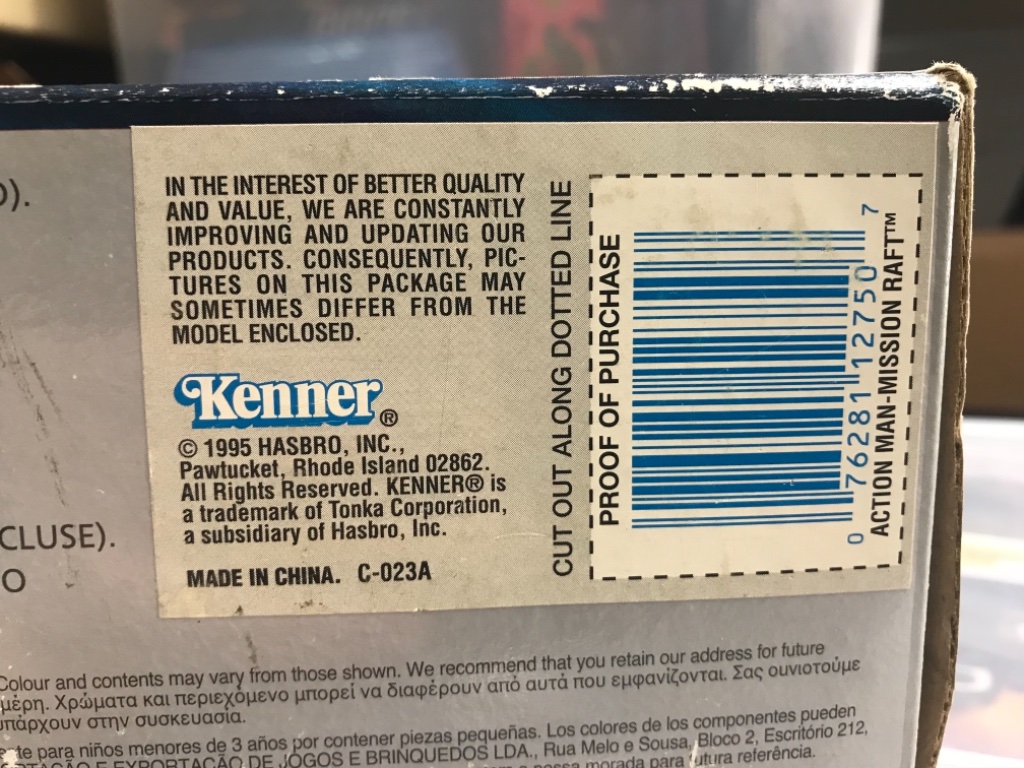 ).
IN THE INTEREST OF BETTER QUALITY
AND VALUE, WE ARE CONSTANTLY
IMPROVING AND UPDATING OUR
PRODUCTS. CONSEQUENTLY, PIC-
TURES ON THIS PACKAGE MAY
SOMETIMES DIFFER FROM THE
MODEL ENCLOSED.
Kenner®
© 1995 HASBRO, INC.,
Pawtucket, Rhode Island 02862.
All Rights Reserved. KENNER® is
a trademark of Tonka Corporation,
a subsidiary of Hasbro, Inc.
MADE IN CHINA. C-023A
CUT OUT ALONG DOTTED LINE
PROOF OF PURCHASE
0 76281 12750 7
ACTION MAN-MISSION RAFT™
CLUSE).
O
Colour and contents may vary from those shown. We recommend that you retain our address for future
μέρη. Χρώματα και περιεχόμενο μπορεί να διαφέρουν από αυτά που εμφανίζονται. Σας συνιστούμε
υπάρχουν στην συσκευασία.
para niños menores de 3 años por contener piezas pequeñas. Los colores de los componentes pueden
EXPORTAÇÃO DE JOGOS E BRINQUEDOS LDA., Rua Melo e Sousa, Bloco 2, Escritório 212,
a nossa morada para futura referência.